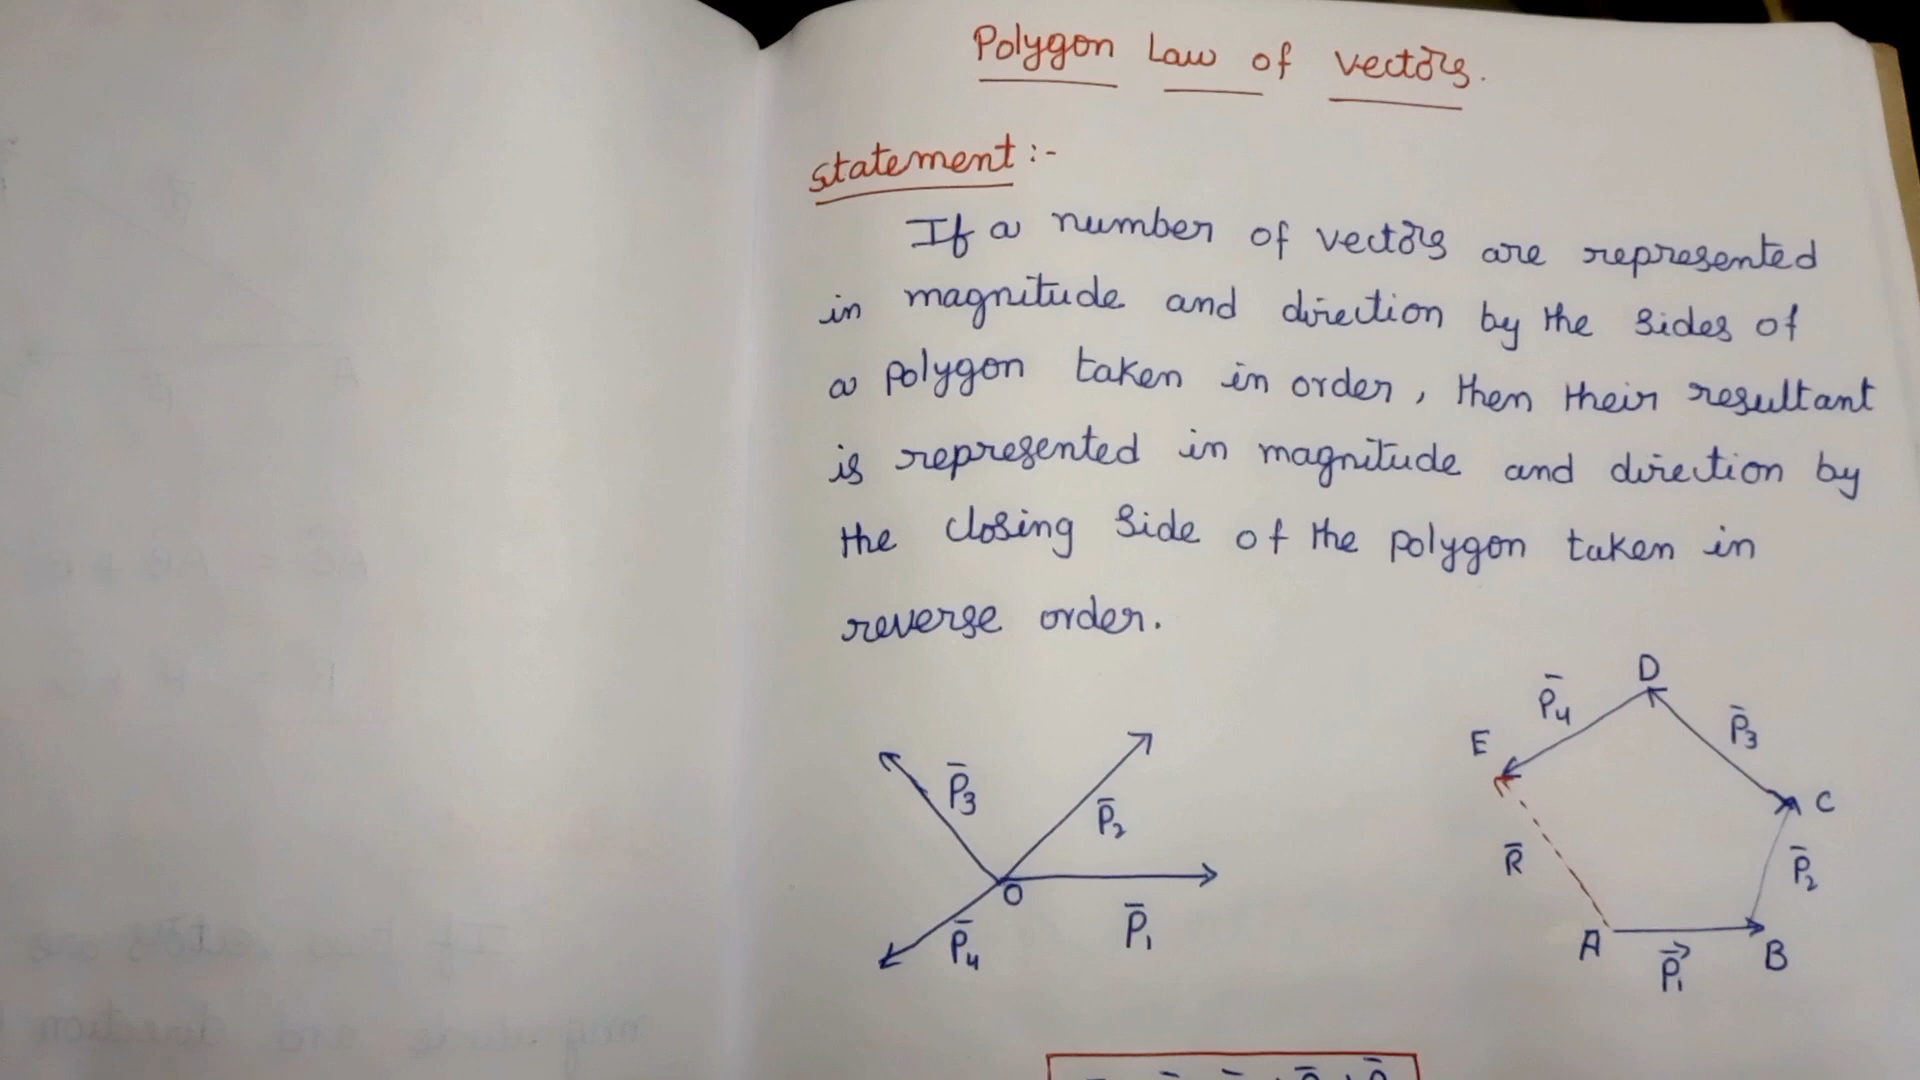 Polygon Law of vectors.
Statement :-
If a number of vectors are represented
in magnitude and direction by the sides of
a polygon taken in order, then their resultant
is represented in magnitude and direction by
the closing side of the polygon taken in
reverse order.
P̄₃
P̄₂
O
P̄₄
P̄₁
D
P̄₄
P̄₃
E
C
R̄
P̄₂
A
B
P⃗₁